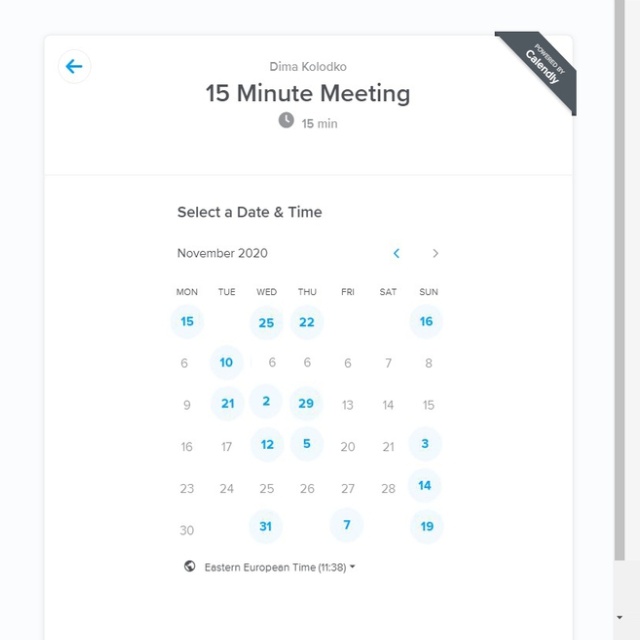 Dima Kolodko
POWERED BY
Calendly
15 Minute Meeting
15 min
Select a Date & Time
November 2020
MON TUE WED THU FRI SAT SUN
15 25 22 16
6 10 6 6 6 7 8
9 21 2 29 13 14 15
16 17 12 5 20 21 3
23 24 25 26 27 28 14
30 31 7 19
Eastern European Time (11:38)